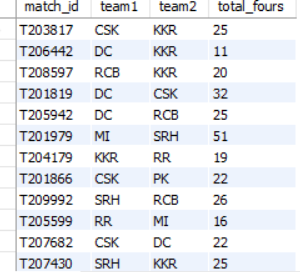 match_id team1 team2 total_fours
T203817 CSK KKR 25
T206442 DC KKR 11
T208597 RCB KKR 20
T201819 DC CSK 32
T205942 DC RCB 25
T201979 MI SRH 51
T204179 KKR RR 19
T201866 CSK PK 22
T209992 SRH RCB 26
T205599 RR MI 16
T207682 CSK DC 22
T207430 SRH KKR 25